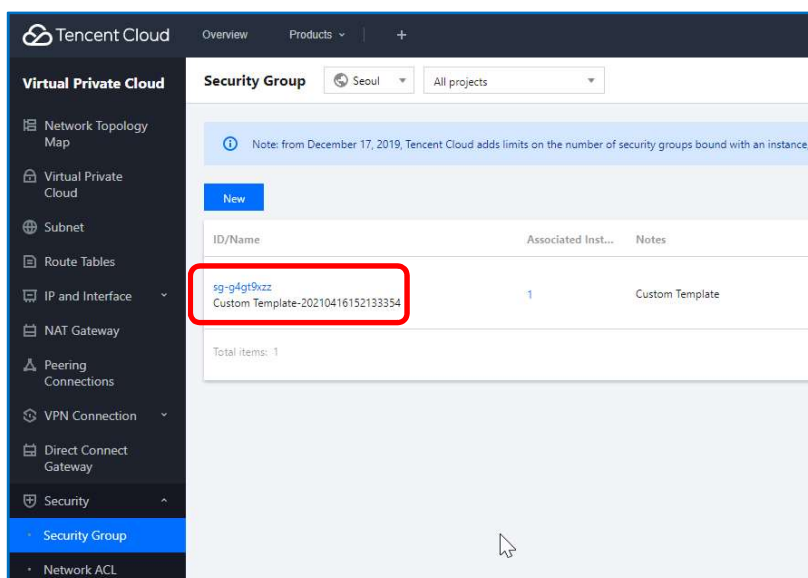 Tencent Cloud
Overview
Products
+
Virtual Private Cloud
Network Topology
Map
Virtual Private
Cloud
Subnet
Route Tables
IP and Interface
NAT Gateway
Peering
Connections
VPN Connection
Direct Connect
Gateway
Security
Security Group
Network ACL
Security Group
Seoul
All projects
Note: from December 17, 2019, Tencent Cloud adds limits on the number of security groups bound with an instance,
New
ID/Name
Associated Inst...
Notes
sg-g4gt9xzz
Custom Template-20210416152133354
1
Custom Template
Total items: 1